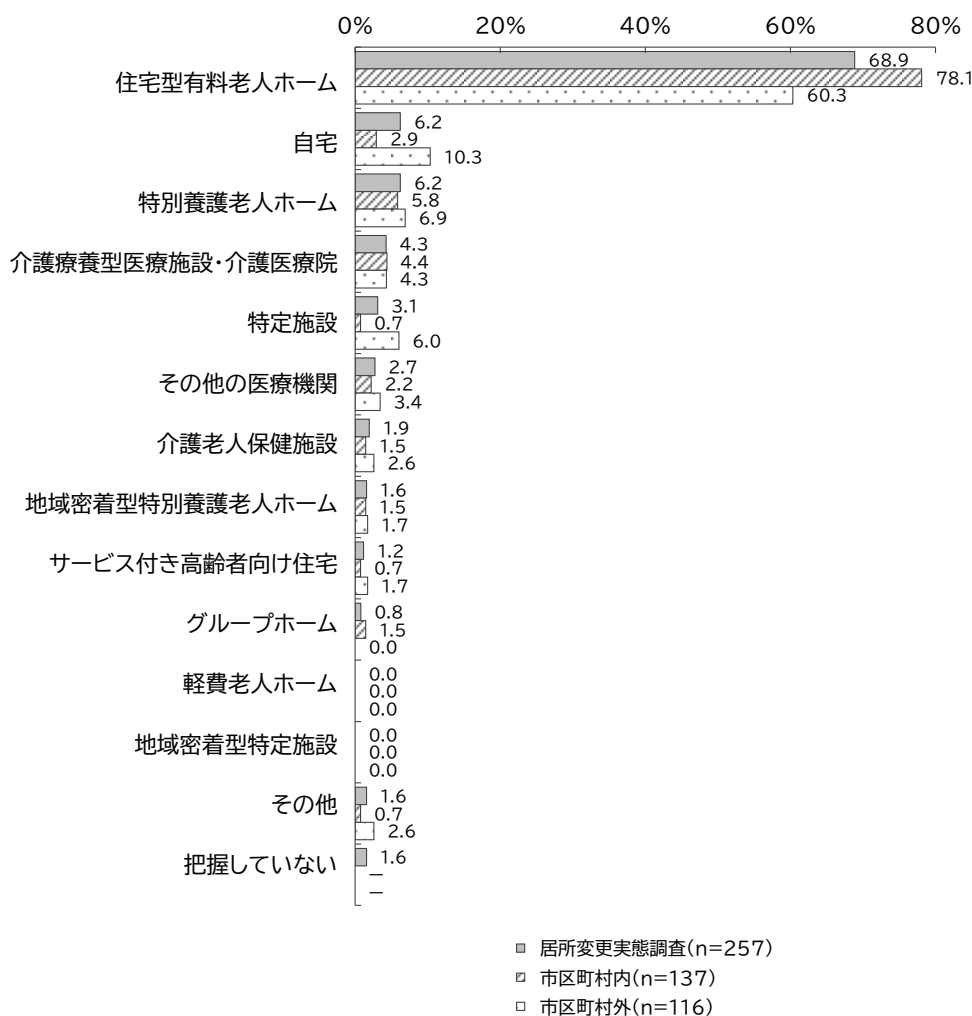 0% 20% 40% 60% 80%
住宅型有料老人ホーム 68.9
78.1
60.3
自宅 6.2
2.9
10.3
特別養護老人ホーム 6.2
5.8
6.9
介護療養型医療施設・介護医療院 4.3
4.4
4.3
特定施設 3.1
0.7
6.0
その他の医療機関 2.7
2.2
3.4
介護老人保健施設 1.9
1.5
2.6
地域密着型特別養護老人ホーム 1.6
1.5
1.7
サービス付き高齢者向け住宅 1.2
0.7
1.7
グループホーム 0.8
1.5
0.0
軽費老人ホーム 0.0
0.0
0.0
地域密着型特定施設 0.0
0.0
0.0
その他 1.6
0.7
2.6
把握していない 1.6
–
–
居所変更実態調査(n=257)
市区町村内(n=137)
市区町村外(n=116)